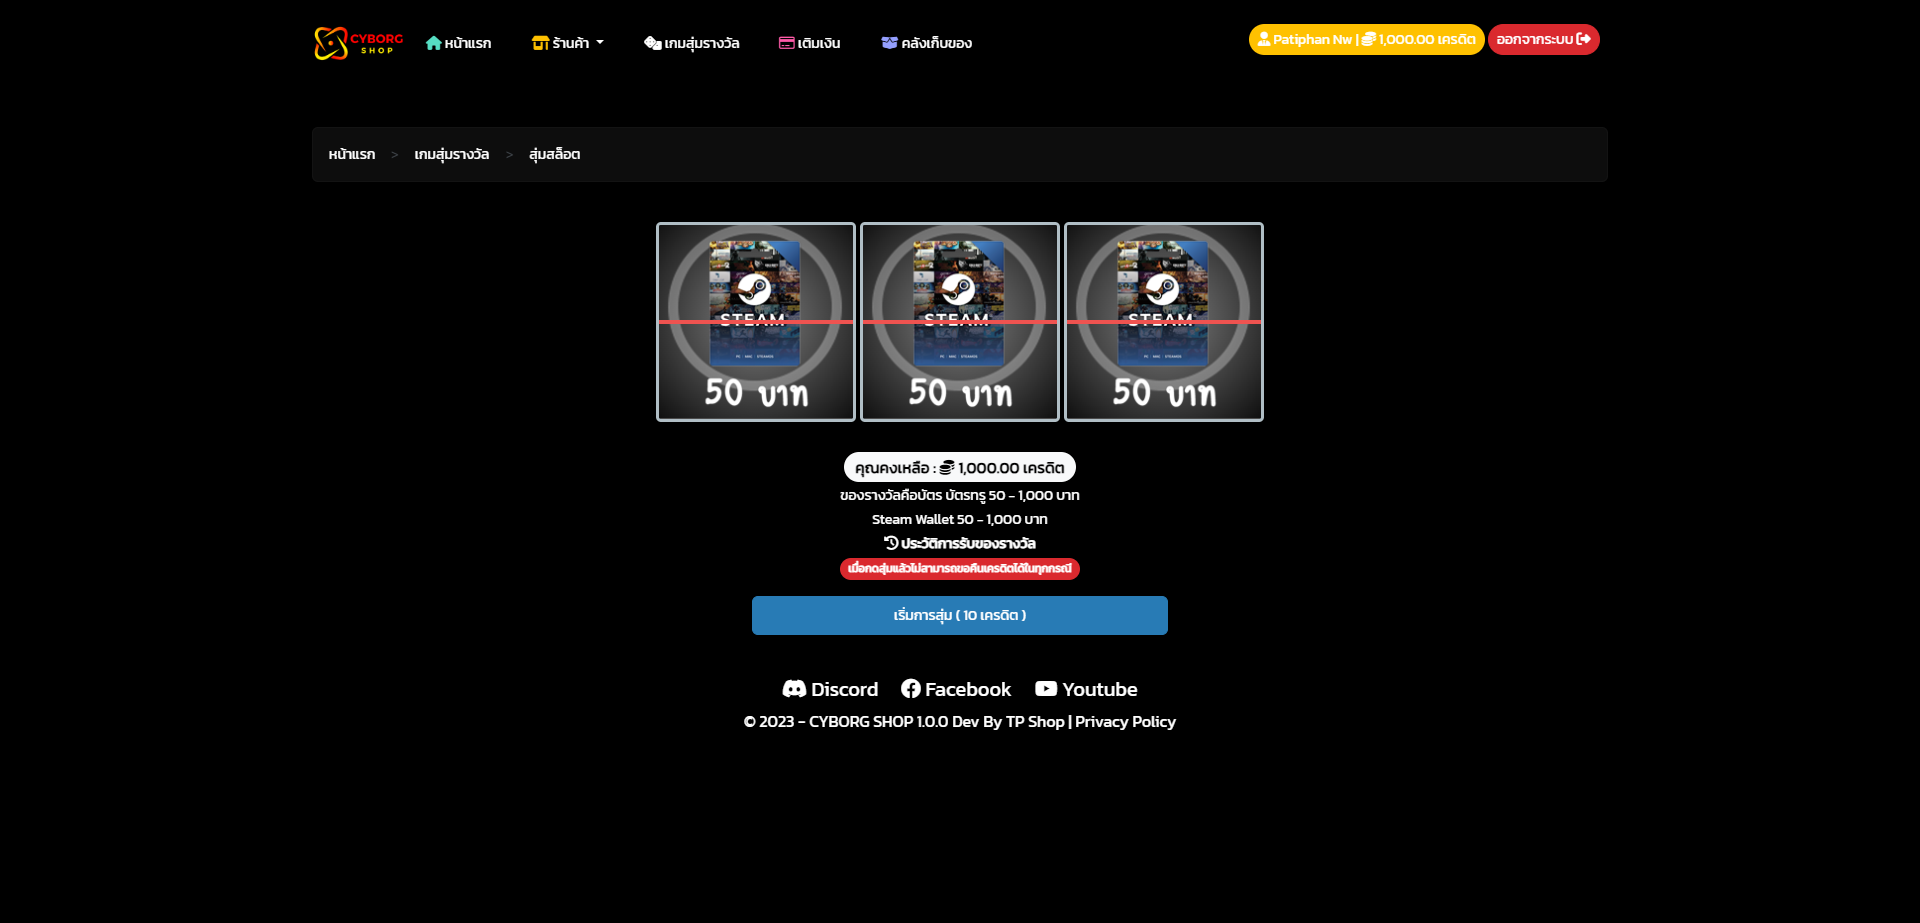 CYBORG
SHOP
หน้าแรก
ร้านค้า
เกมสุ่มรางวัล
เติมเงิน
คลังเก็บของ
Patiphan Nw | 1,000.00 เครดิต
ออกจากระบบ
หน้าแรก > เกมสุ่มรางวัล > สุ่มสล็อต
STEAM STEAM STEAM
50 บาท 50 บาท 50 บาท
คุณคงเหลือ : 1,000.00 เครดิต
ของรางวัลคือบัตร บัตรทรู 50 - 1,000 บาท
Steam Wallet 50 - 1,000 บาท
ประวัติการรับของรางวัล
เมื่อกดสุ่มแล้วไม่สามารถขอคืนเครดิตได้ในทุกกรณี
เริ่มการสุ่ม ( 10 เครดิต )
Discord Facebook Youtube
© 2023 - CYBORG SHOP 1.0.0 Dev By TP Shop | Privacy Policy